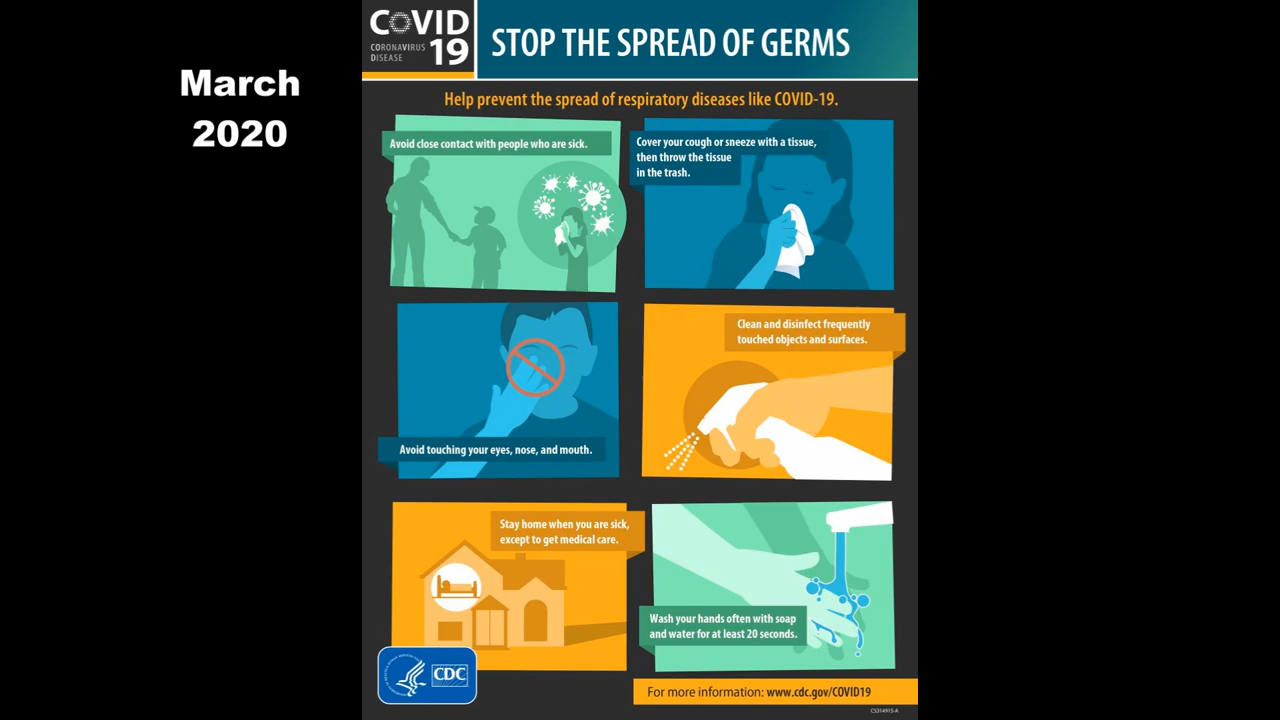 March
2020
COVID
19
CORONAVIRUS
DISEASE
STOP THE SPREAD OF GERMS
Help prevent the spread of respiratory diseases like COVID-19.
Avoid close contact with people who are sick.
Cover your cough or sneeze with a tissue,
then throw the tissue
in the trash.
Avoid touching your eyes, nose, and mouth.
Clean and disinfect frequently
touched objects and surfaces.
Stay home when you are sick,
except to get medical care.
Wash your hands often with soap
and water for at least 20 seconds.
CDC
For more information: www.cdc.gov/COVID19
CS314915-A